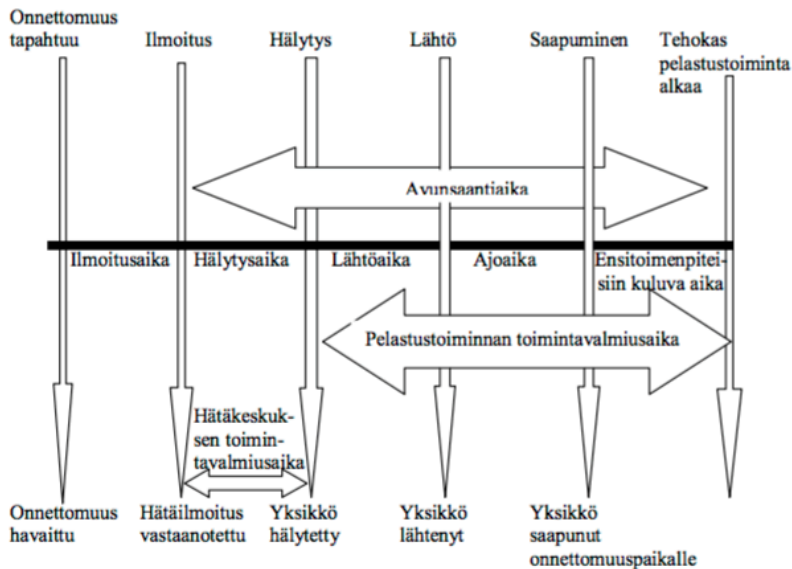 Onnettomuus
tapahtuu
Ilmoitus
Hälytys
Lähtö
Saapuminen
Tehokas
pelastustoiminta
alkaa
Avunsaantiaika
Ilmoitusaika
Hälytysaika
Lähtöaika
Ajoaika
Ensitoimenpitei-
siin kuluva aika
Pelastustoiminnan toimintavalmiusaika
Hätäkeskuk-
sen toimin-
tavalmiusaika
Onnettomuus
havaittu
Hätäilmoitus
vastaanotettu
Yksikkö
hälytetty
Yksikkö
lähtenyt
Yksikkö
saapunut
onnettomuuspaikalle